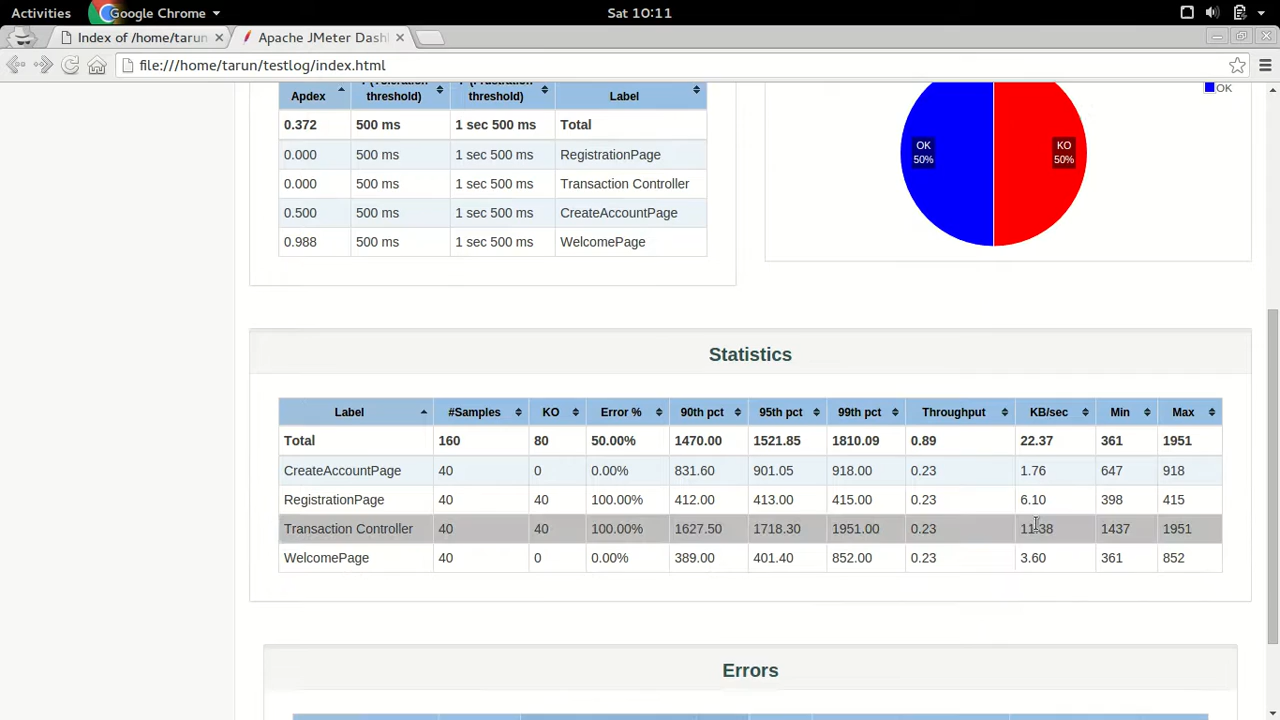 Activities Google Chrome Sat 10:11
Index of /home/tarun Apache JMeter Dash
file:///home/tarun/testlog/index.html
Apdex threshold) threshold) Label
0.372 500 ms 1 sec 500 ms Total
0.000 500 ms 1 sec 500 ms RegistrationPage
0.000 500 ms 1 sec 500 ms Transaction Controller
0.500 500 ms 1 sec 500 ms CreateAccountPage
0.988 500 ms 1 sec 500 ms WelcomePage
OK
OK
50%
KO
50%
Statistics
Label #Samples KO Error % 90th pct 95th pct 99th pct Throughput KB/sec Min Max
Total 160 80 50.00% 1470.00 1521.85 1810.09 0.89 22.37 361 1951
CreateAccountPage 40 0 0.00% 831.60 901.05 918.00 0.23 1.76 647 918
RegistrationPage 40 40 100.00% 412.00 413.00 415.00 0.23 6.10 398 415
Transaction Controller 40 40 100.00% 1627.50 1718.30 1951.00 0.23 11.38 1437 1951
WelcomePage 40 0 0.00% 389.00 401.40 852.00 0.23 3.60 361 852
Errors